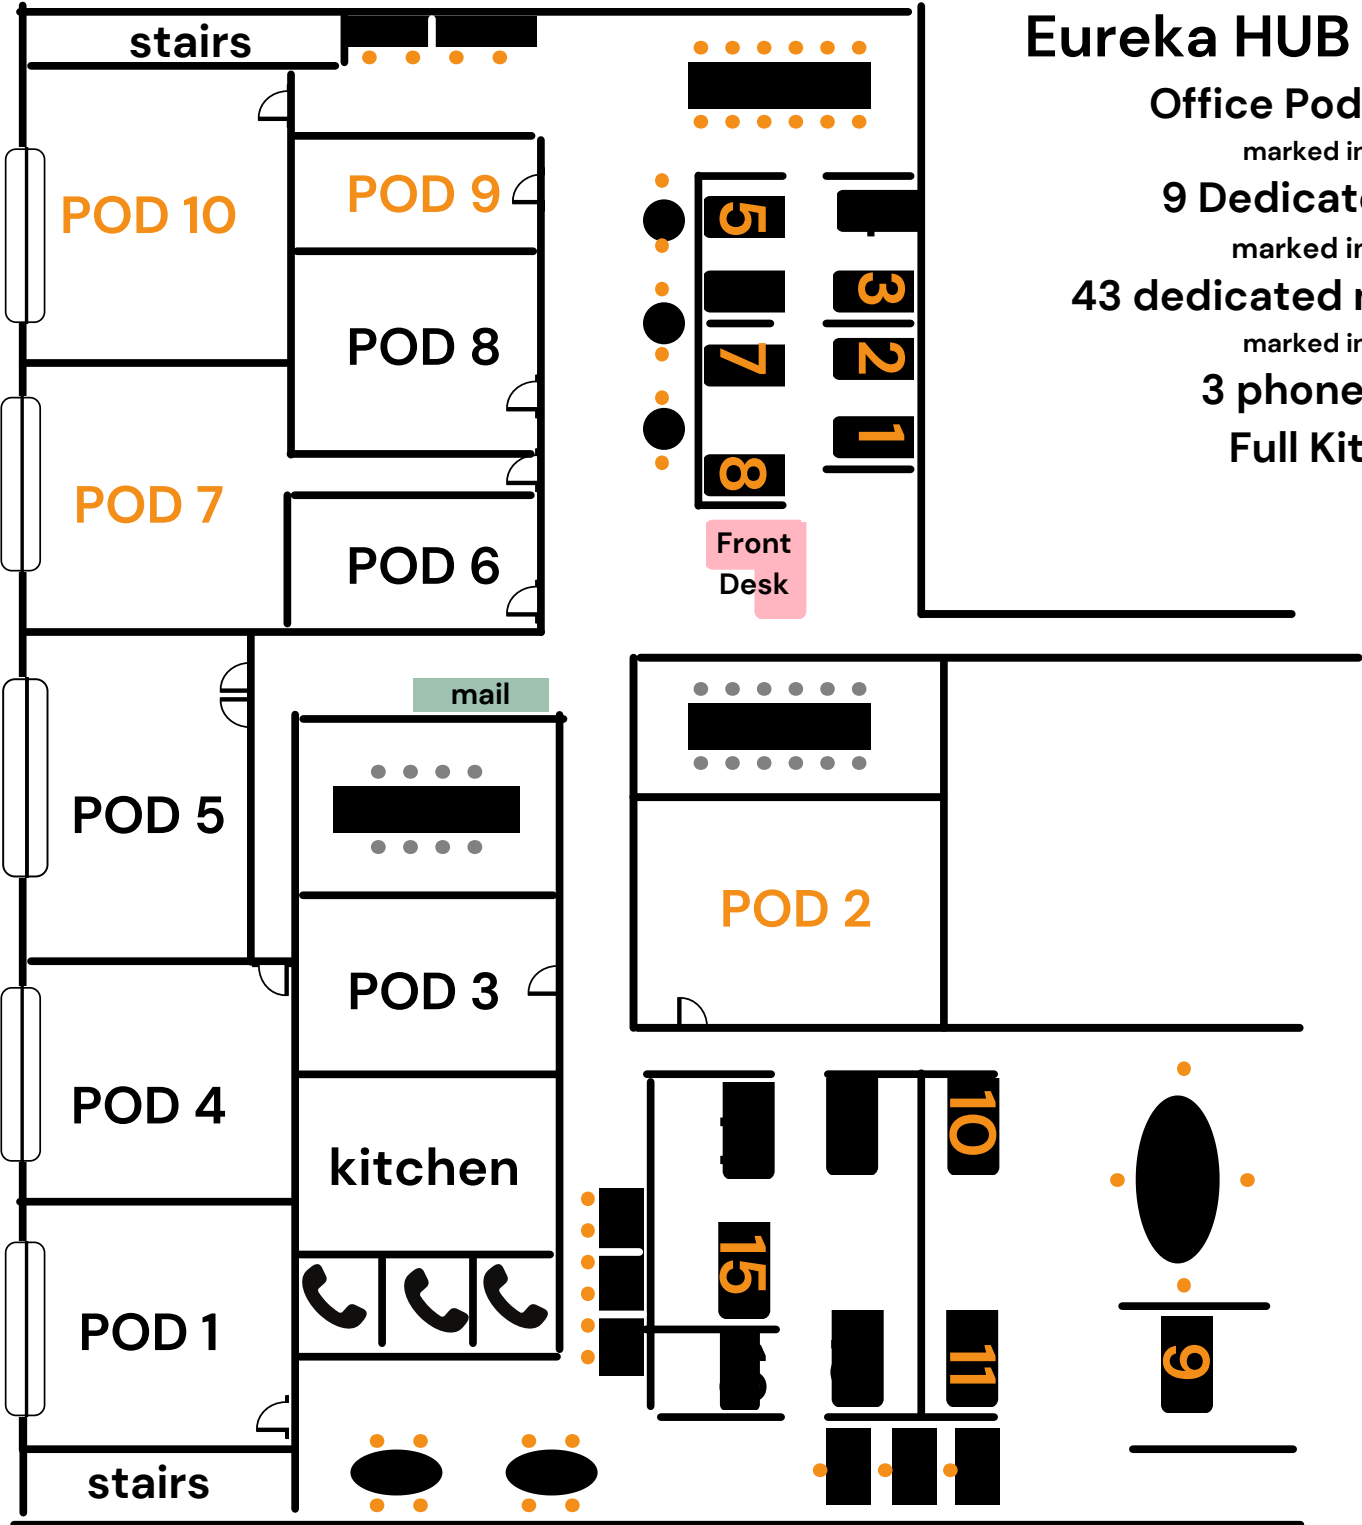 Eureka HUB
stairs
Office Pod
marked in
POD 10
POD 9
9 Dedicate
5
marked in
43 dedicated
3
marked in
POD 8
7
2
3 phone
1
Full Kit
8
POD 7
POD 6
Front
Desk
mail
POD 5
POD 2
POD 3
POD 4
10
kitchen
15
POD 1
11
9
stairs